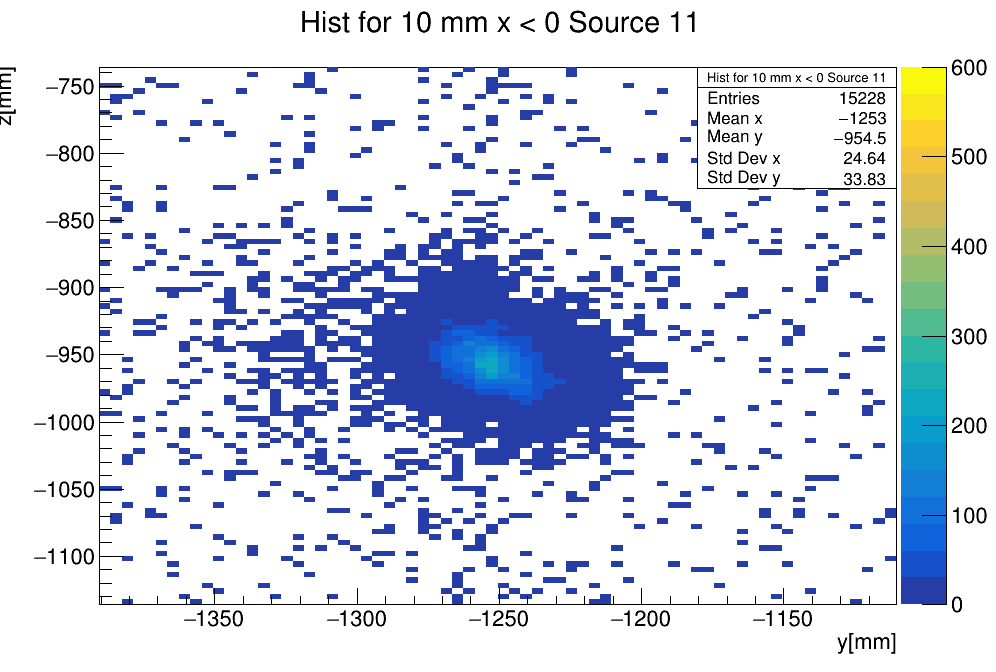 Hist for 10 mm x < 0 Source 11
z[mm]
Hist for 10 mm x < 0 Source 11
Entries 15228
Mean x −1253
Mean y −954.5
Std Dev x 24.64
Std Dev y 33.83
−750
−800
−850
−900
−950
−1000
−1050
−1100
−1350
−1300
−1250
−1200
−1150
y[mm]
600
500
400
300
200
100
0